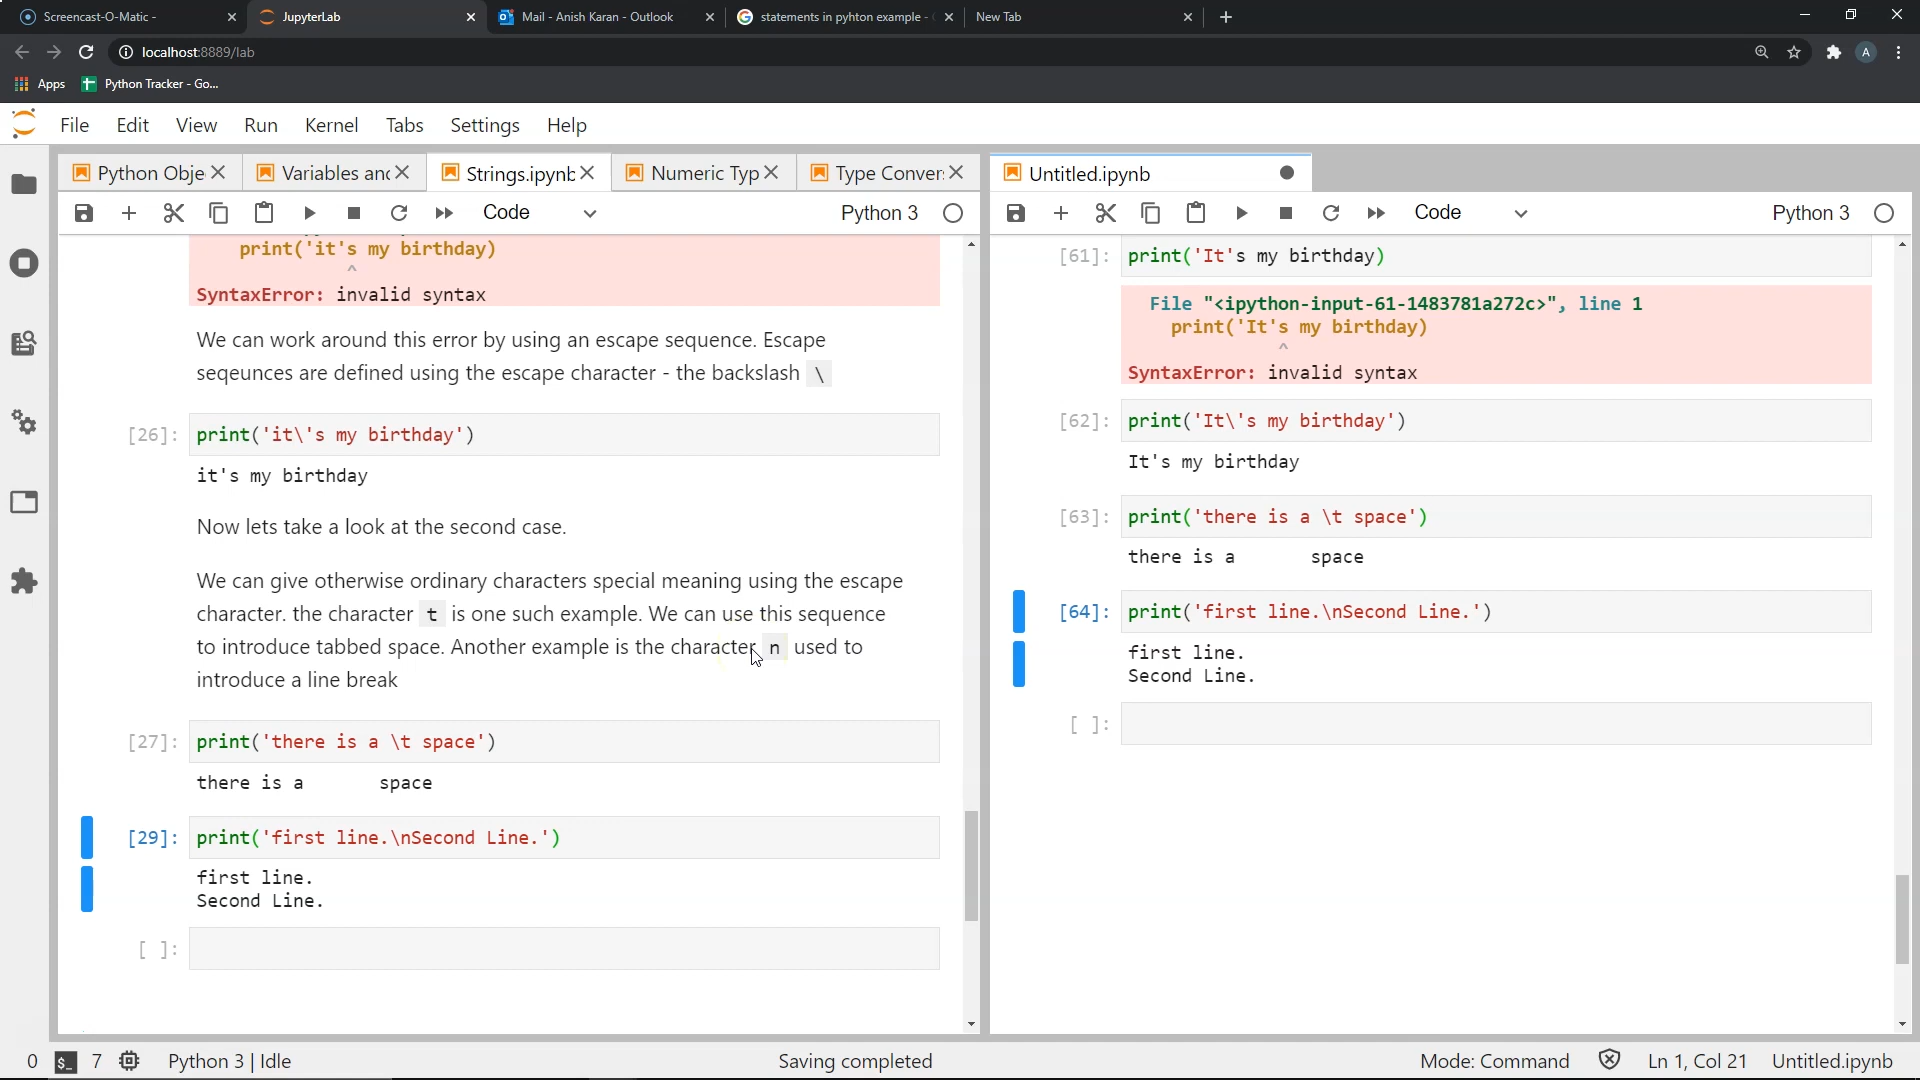 Screencast-O-Matic -
JupyterLab
Mail - Anish Karan - Outlook
statements in pyhton example -
New Tab
localhost:8889/lab
A
Apps
Python Tracker - Go...
File Edit View Run Kernel Tabs Settings Help
Python Obje
Variables and
Strings.ipynb
Numeric Typ
Type Conver
Code
Python 3
print('it's my birthday)
^
SyntaxError: invalid syntax
We can work around this error by using an escape sequence. Escape
seqeunces are defined using the escape character - the backslash \
[26]: print('it\'s my birthday')
it's my birthday
Now lets take a look at the second case.
We can give otherwise ordinary characters special meaning using the escape
character. the character t is one such example. We can use this sequence
to introduce tabbed space. Another example is the character n used to
introduce a line break
[27]: print('there is a \t space')
there is a      space
[29]: print('first line.\nSecond Line.')
first line.
Second Line.
[ ]:
Untitled.ipynb
Code
Python 3
[61]: print('It's my birthday)
File "<ipython-input-61-1483781a272c>", line 1
print('It's my birthday)
^
SyntaxError: invalid syntax
[62]: print('It\'s my birthday')
It's my birthday
[63]: print('there is a \t space')
there is a      space
[64]: print('first line.\nSecond Line.')
first line.
Second Line.
[ ]:
0 $_ 7 Python 3 | Idle
Saving completed
Mode: Command
Ln 1, Col 21
Untitled.ipynb